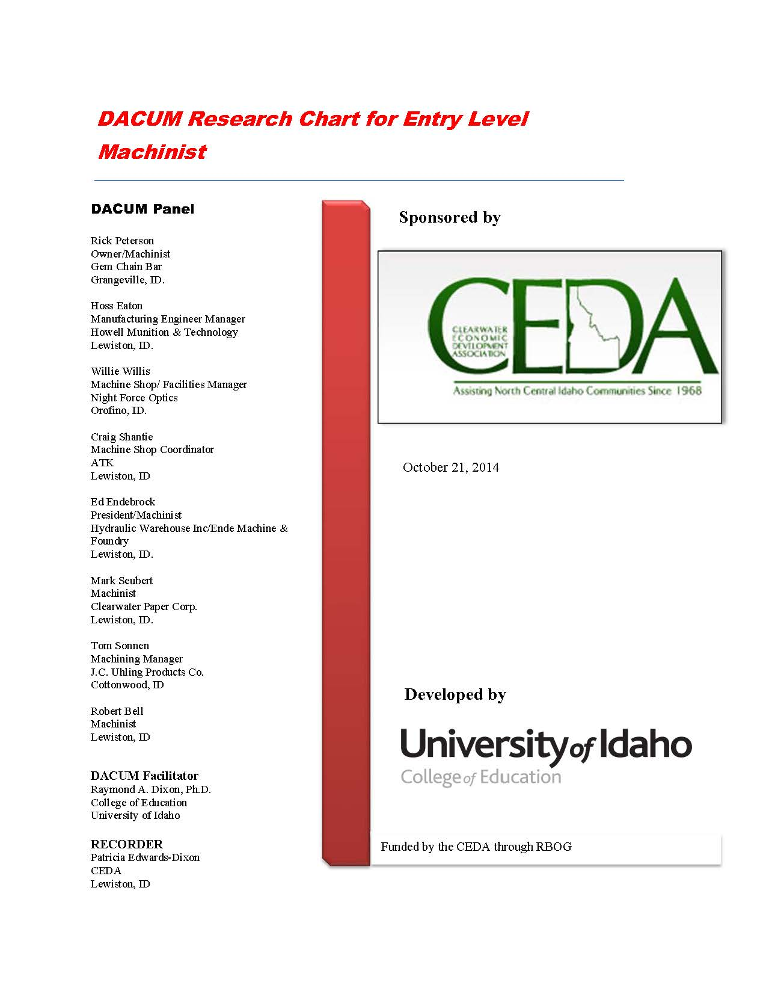 DACUM Research Chart for Entry Level
Machinist
DACUM Panel
Rick Peterson
Owner/Machinist
Gem Chain Bar
Grangeville, ID.
Hoss Eaton
Manufacturing Engineer Manager
Howell Munition & Technology
Lewiston, ID.
Willie Willis
Machine Shop/ Facilities Manager
Night Force Optics
Orofino, ID.
Craig Shantie
Machine Shop Coordinator
ATK
Lewiston, ID
Ed Endebrock
President/Machinist
Hydraulic Warehouse Inc/Ende Machine &
Foundry
Lewiston, ID.
Mark Seubert
Machinist
Clearwater Paper Corp.
Lewiston, ID.
Tom Sonnen
Machining Manager
J.C. Uhling Products Co.
Cottonwood, ID
Robert Bell
Machinist
Lewiston, ID
DACUM Facilitator
Raymond A. Dixon, Ph.D.
College of Education
University of Idaho
RECORDER
Patricia Edwards-Dixon
CEDA
Lewiston, ID
Sponsored by
CEDA
CLEARWATER
ECONOMIC
DEVELOPMENT
ASSOCIATION
Assisting North Central Idaho Communities Since 1968
October 21, 2014
Developed by
University of Idaho
College of Education
Funded by the CEDA through RBOG